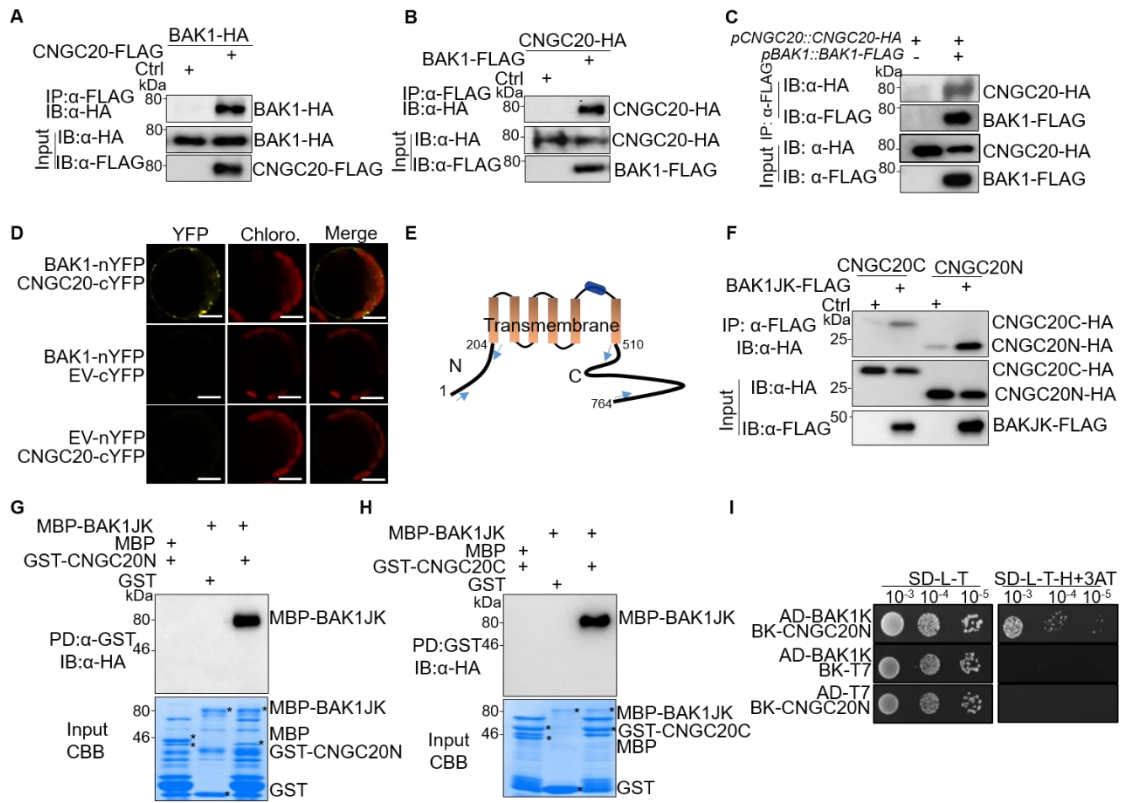 A
BAK1-HA
CNGC20-FLAG +
Ctrl +
kDa
IP:α-FLAG
IB:α-HA
80
BAK1-HA
Input
IB:α-HA
80
BAK1-HA
IB:α-FLAG
80
CNGC20-FLAG
B
CNGC20-HA
BAK1-FLAG +
Ctrl +
kDa
IP:α-FLAG
IB:α-HA
80
CNGC20-HA
Input
IB:α-HA
80
CNGC20-HA
IB:α-FLAG
80
BAK1-FLAG
C
pCNGC20::CNGC20-HA + +
pBAK1::BAK1-FLAG - +
kDa
IP: α-FLAG
IB:α-HA
80
CNGC20-HA
IB:α-FLAG
80
BAK1-FLAG
Input
IB: α-HA
80
CNGC20-HA
IB: α-FLAG
80
BAK1-FLAG
D
YFP Chloro. Merge
BAK1-nYFP
CNGC20-cYFP
BAK1-nYFP
EV-cYFP
EV-nYFP
CNGC20-cYFP
E
Transmembrane
204 510
N
C
1
764
F
CNGC20C CNGC20N
BAK1JK-FLAG + +
Ctrl + +
kDa
IP: α-FLAG
IB:α-HA
25
CNGC20C-HA
CNGC20N-HA
Input
IB:α-HA
25
CNGC20C-HA
CNGC20N-HA
50
IB:α-FLAG
BAKJK-FLAG
G
MBP-BAK1JK + +
MBP +
GST-CNGC20N + +
GST +
kDa
80
MBP-BAK1JK
PD:α-GST
IB:α-HA
46
Input
CBB
80
46
MBP-BAK1JK
MBP
GST-CNGC20N
GST
* * * * * *
H
MBP-BAK1JK + +
MBP +
GST-CNGC20C + +
GST +
kDa
80
MBP-BAK1JK
PD:GST
IB:α-HA
46
Input
CBB
80
46
MBP-BAK1JK
GST-CNGC20C
MBP
GST
* * * * * *
I
SD-L-T SD-L-T-H+3AT
10-3 10-4 10-5 10-3 10-4 10-5
AD-BAK1K
BK-CNGC20N
AD-BAK1K
BK-T7
AD-T7
BK-CNGC20N